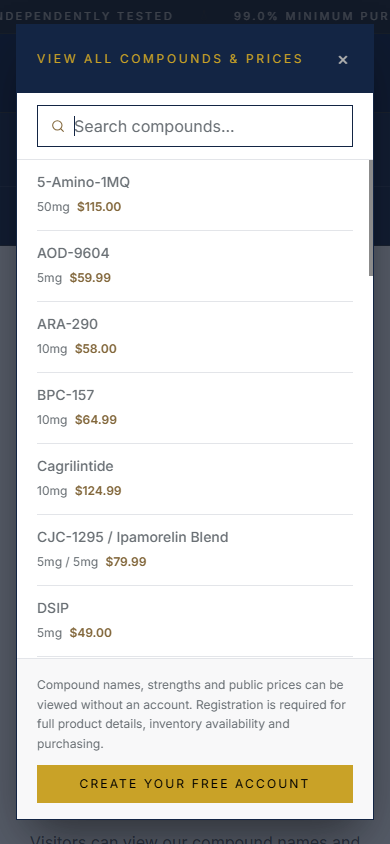 NDEPENDENTLY TESTED 99.0% MINIMUM PUR
VIEW ALL COMPOUNDS & PRICES ×
Search compounds...
5-Amino-1MQ
50mg $115.00
AOD-9604
5mg $59.99
ARA-290
10mg $58.00
BPC-157
10mg $64.99
Cagrilintide
10mg $124.99
CJC-1295 / Ipamorelin Blend
5mg / 5mg $79.99
DSIP
5mg $49.00
Compound names, strengths and public prices can be
viewed without an account. Registration is required for
full product details, inventory availability and
purchasing.
CREATE YOUR FREE ACCOUNT
Visitors can view our compound names and